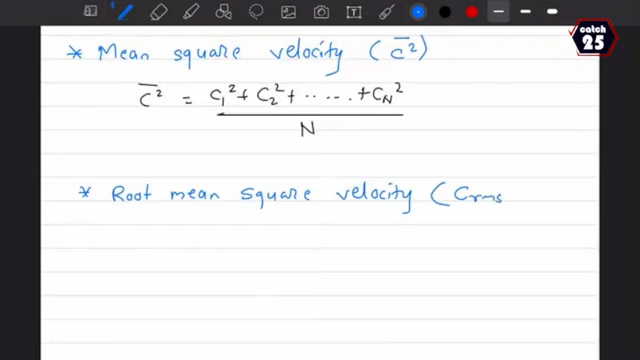 catch
25
* Mean square velocity ( c̄² )
c̄² = C₁² + C₂² + ...... + C_N²
N
* Root mean square velocity ( Crms